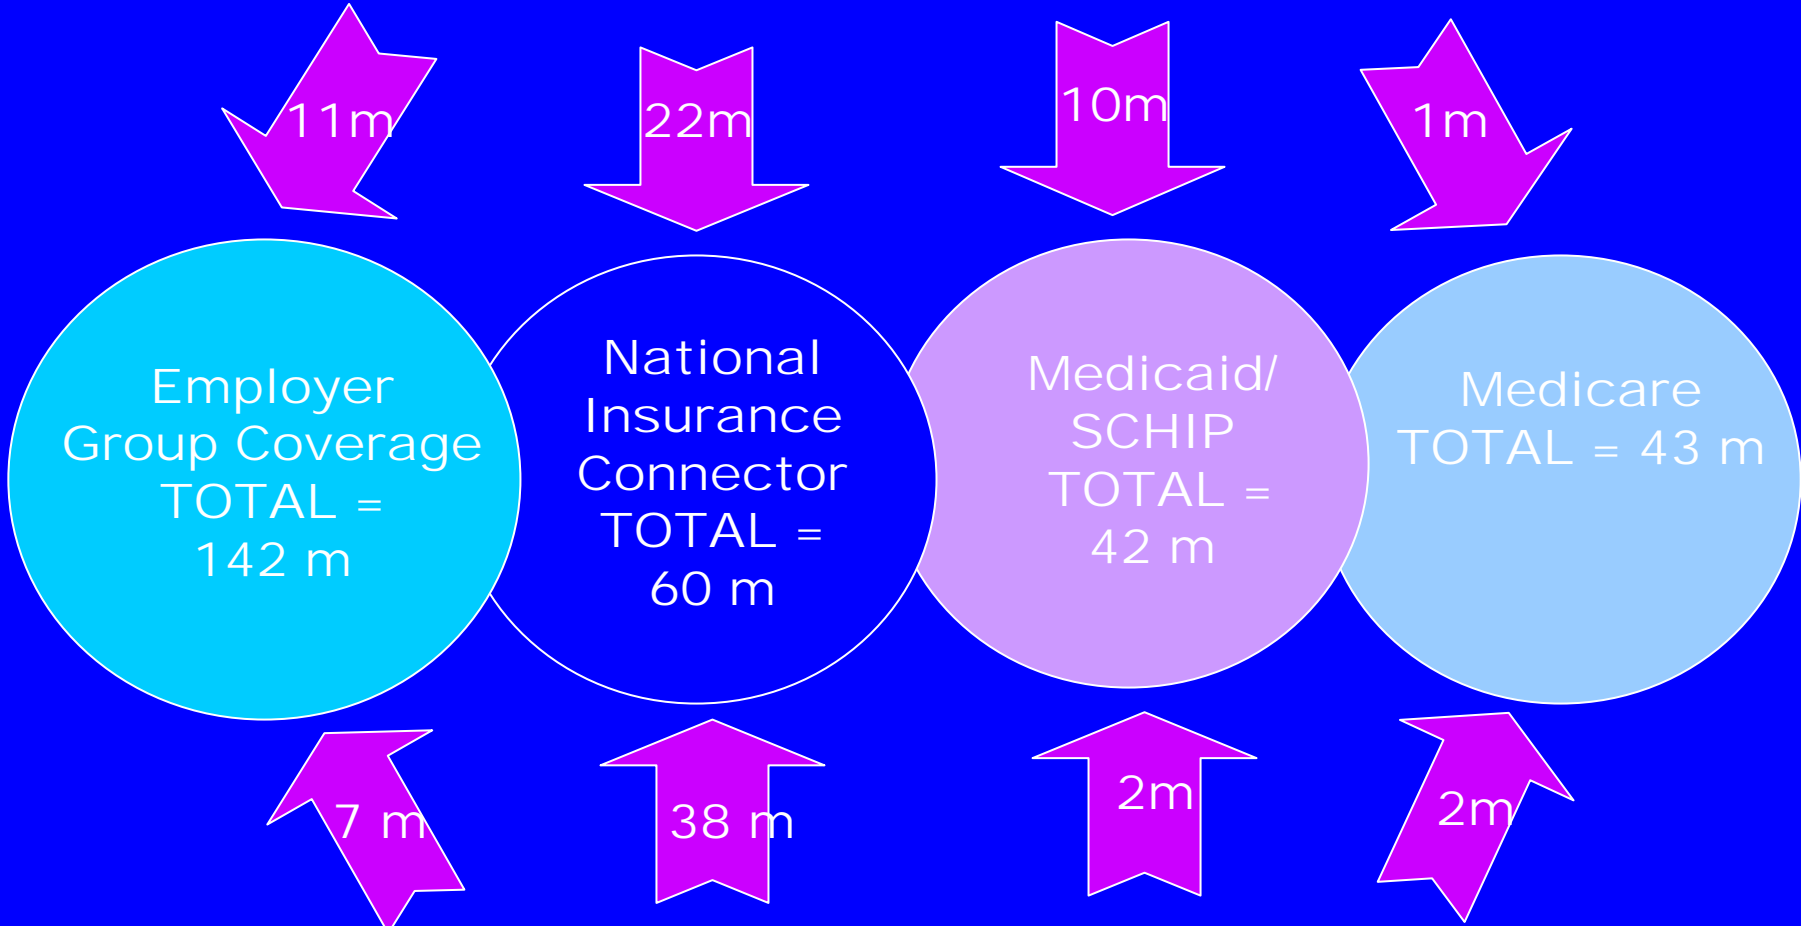 11m
22m
10m
1m
Employer
Group Coverage
TOTAL =
142 m
National
Insurance
Connector
TOTAL =
60 m
Medicaid/
SCHIP
TOTAL =
42 m
Medicare
TOTAL = 43 m
7 m
38 m
2m
2m